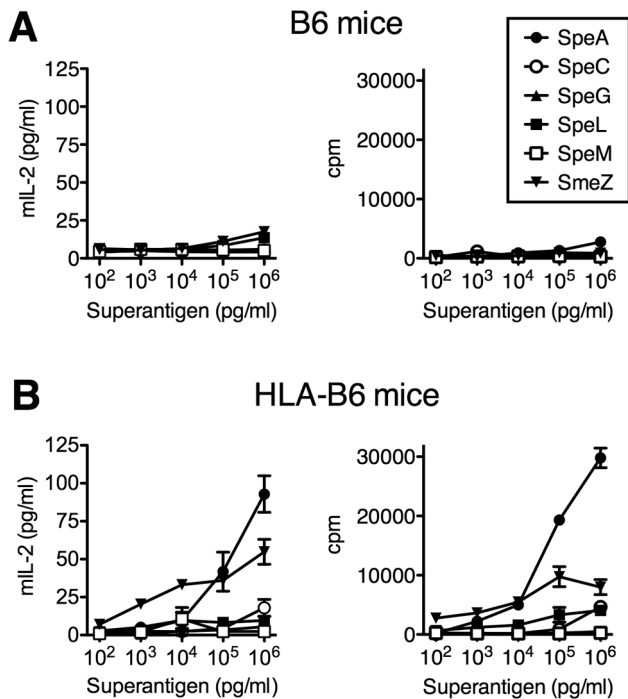 A
B6 mice
SpeA
SpeC
SpeG
SpeL
SpeM
SmeZ
mIL-2 (pg/ml)
125
100
75
50
25
0
10² 10³ 10⁴ 10⁵ 10⁶
Superantigen (pg/ml)
cpm
30000
20000
10000
0
10² 10³ 10⁴ 10⁵ 10⁶
Superantigen (pg/ml)
B
HLA-B6 mice
mIL-2 (pg/ml)
125
100
75
50
25
0
10² 10³ 10⁴ 10⁵ 10⁶
Superantigen (pg/ml)
cpm
30000
20000
10000
0
10² 10³ 10⁴ 10⁵ 10⁶
Superantigen (pg/ml)